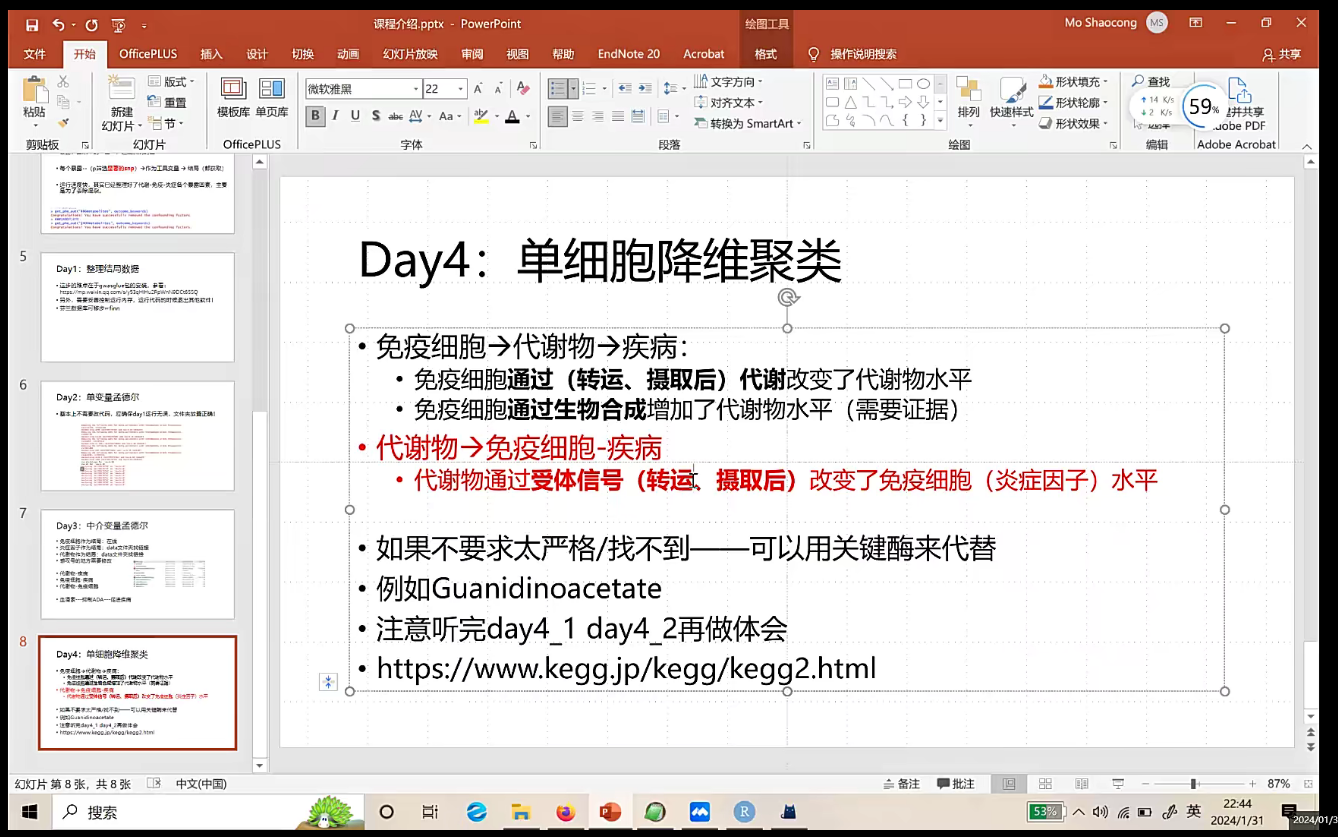 课程介绍.pptx - PowerPoint
绘图工具
Mo Shaocong
MS
文件
开始
OfficePLUS
插入
设计
切换
动画
幻灯片放映
审阅
视图
帮助
EndNote 20
Acrobat
格式
操作说明搜索
共享
粘贴
新建
幻灯片
版式
重置
节
模板库
单页库
微软雅黑
22
文字方向
对齐文本
转换为 SmartArt
排列
快速样式
形状填充
形状轮廓
形状效果
查找
59%
14 K/s
2 K/s
剪贴板
幻灯片
OfficePLUS
字体
段落
绘图
编辑
Adobe Acrobat
5
Day1：整理结局数据
6
Day2：单变量孟德尔
7
Day3：中介变量孟德尔
8
Day4：单细胞降维聚类
Day4：单细胞降维聚类
• 免疫细胞→代谢物→疾病：
• 免疫细胞通过（转运、摄取后）代谢改变了代谢物水平
• 免疫细胞通过生物合成增加了代谢物水平（需要证据）
• 代谢物→免疫细胞-疾病
• 代谢物通过受体信号（转运、摄取后）改变了免疫细胞（炎症因子）水平
• 如果不要求太严格/找不到——可以用关键酶来代替
• 例如Guanidinoacetate
• 注意听完day4_1 day4_2再做体会
• https://www.kegg.jp/kegg/kegg2.html
幻灯片 第 8 张，共 8 张
中文(中国)
备注
批注
87%
搜索
53%
英
22:44
2024/1/31